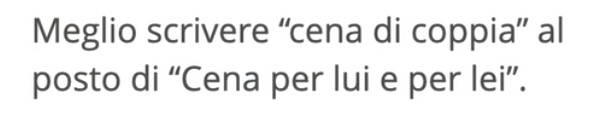 Meglio scrivere “cena di coppia” al
posto di “Cena per lui e per lei”.